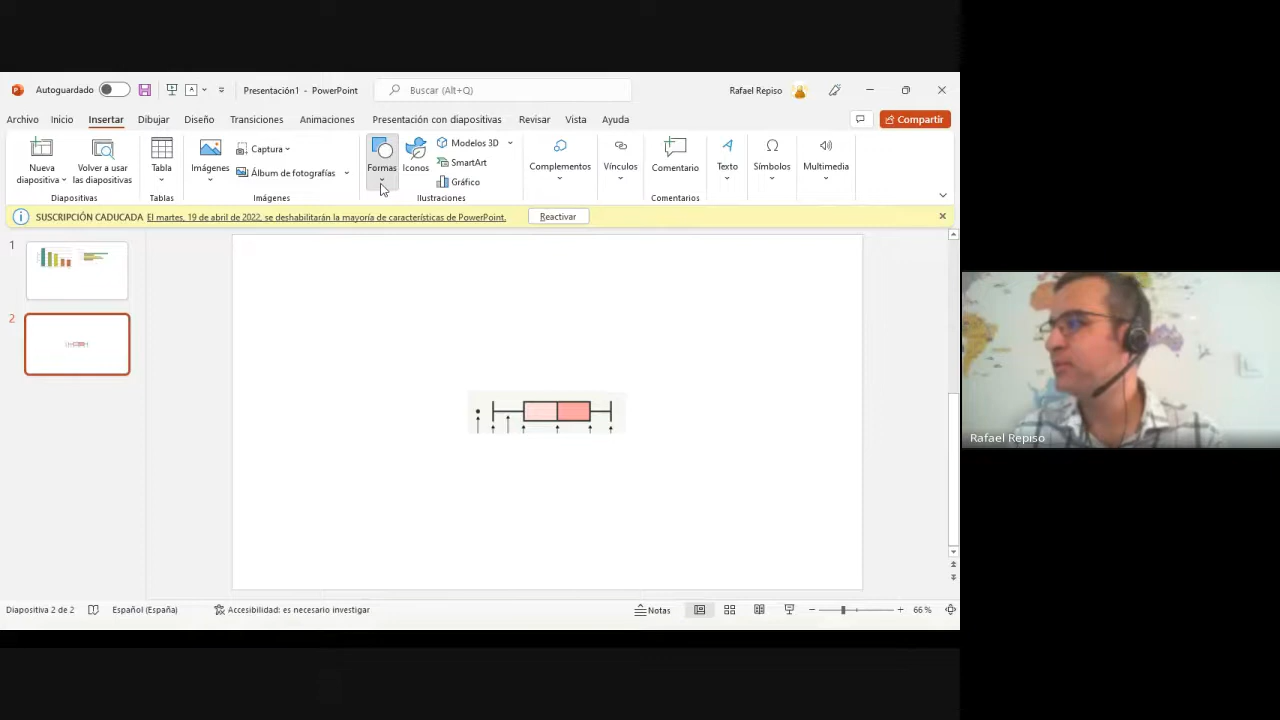 Autoguardado
Presentación1 - PowerPoint
Buscar (Alt+Q)
Rafael Repiso
Archivo Inicio Insertar Dibujar Diseño Transiciones Animaciones Presentación con diapositivas Revisar Vista Ayuda
Compartir
Nueva diapositiva
Volver a usar las diapositivas
Diapositivas
Tabla
Tablas
Imágenes
Captura
Álbum de fotografías
Imágenes
Formas
Iconos
Modelos 3D
SmartArt
Gráfico
Ilustraciones
Complementos
Vínculos
Comentario
Comentarios
Texto
Símbolos
Multimedia
SUSCRIPCIÓN CADUCADA El martes, 19 de abril de 2022, se deshabilitarán la mayoría de características de PowerPoint. Reactivar
1
2
Rafael Repiso
Diapositiva 2 de 2 Español (España) Accesibilidad: es necesario investigar Notas 66 %